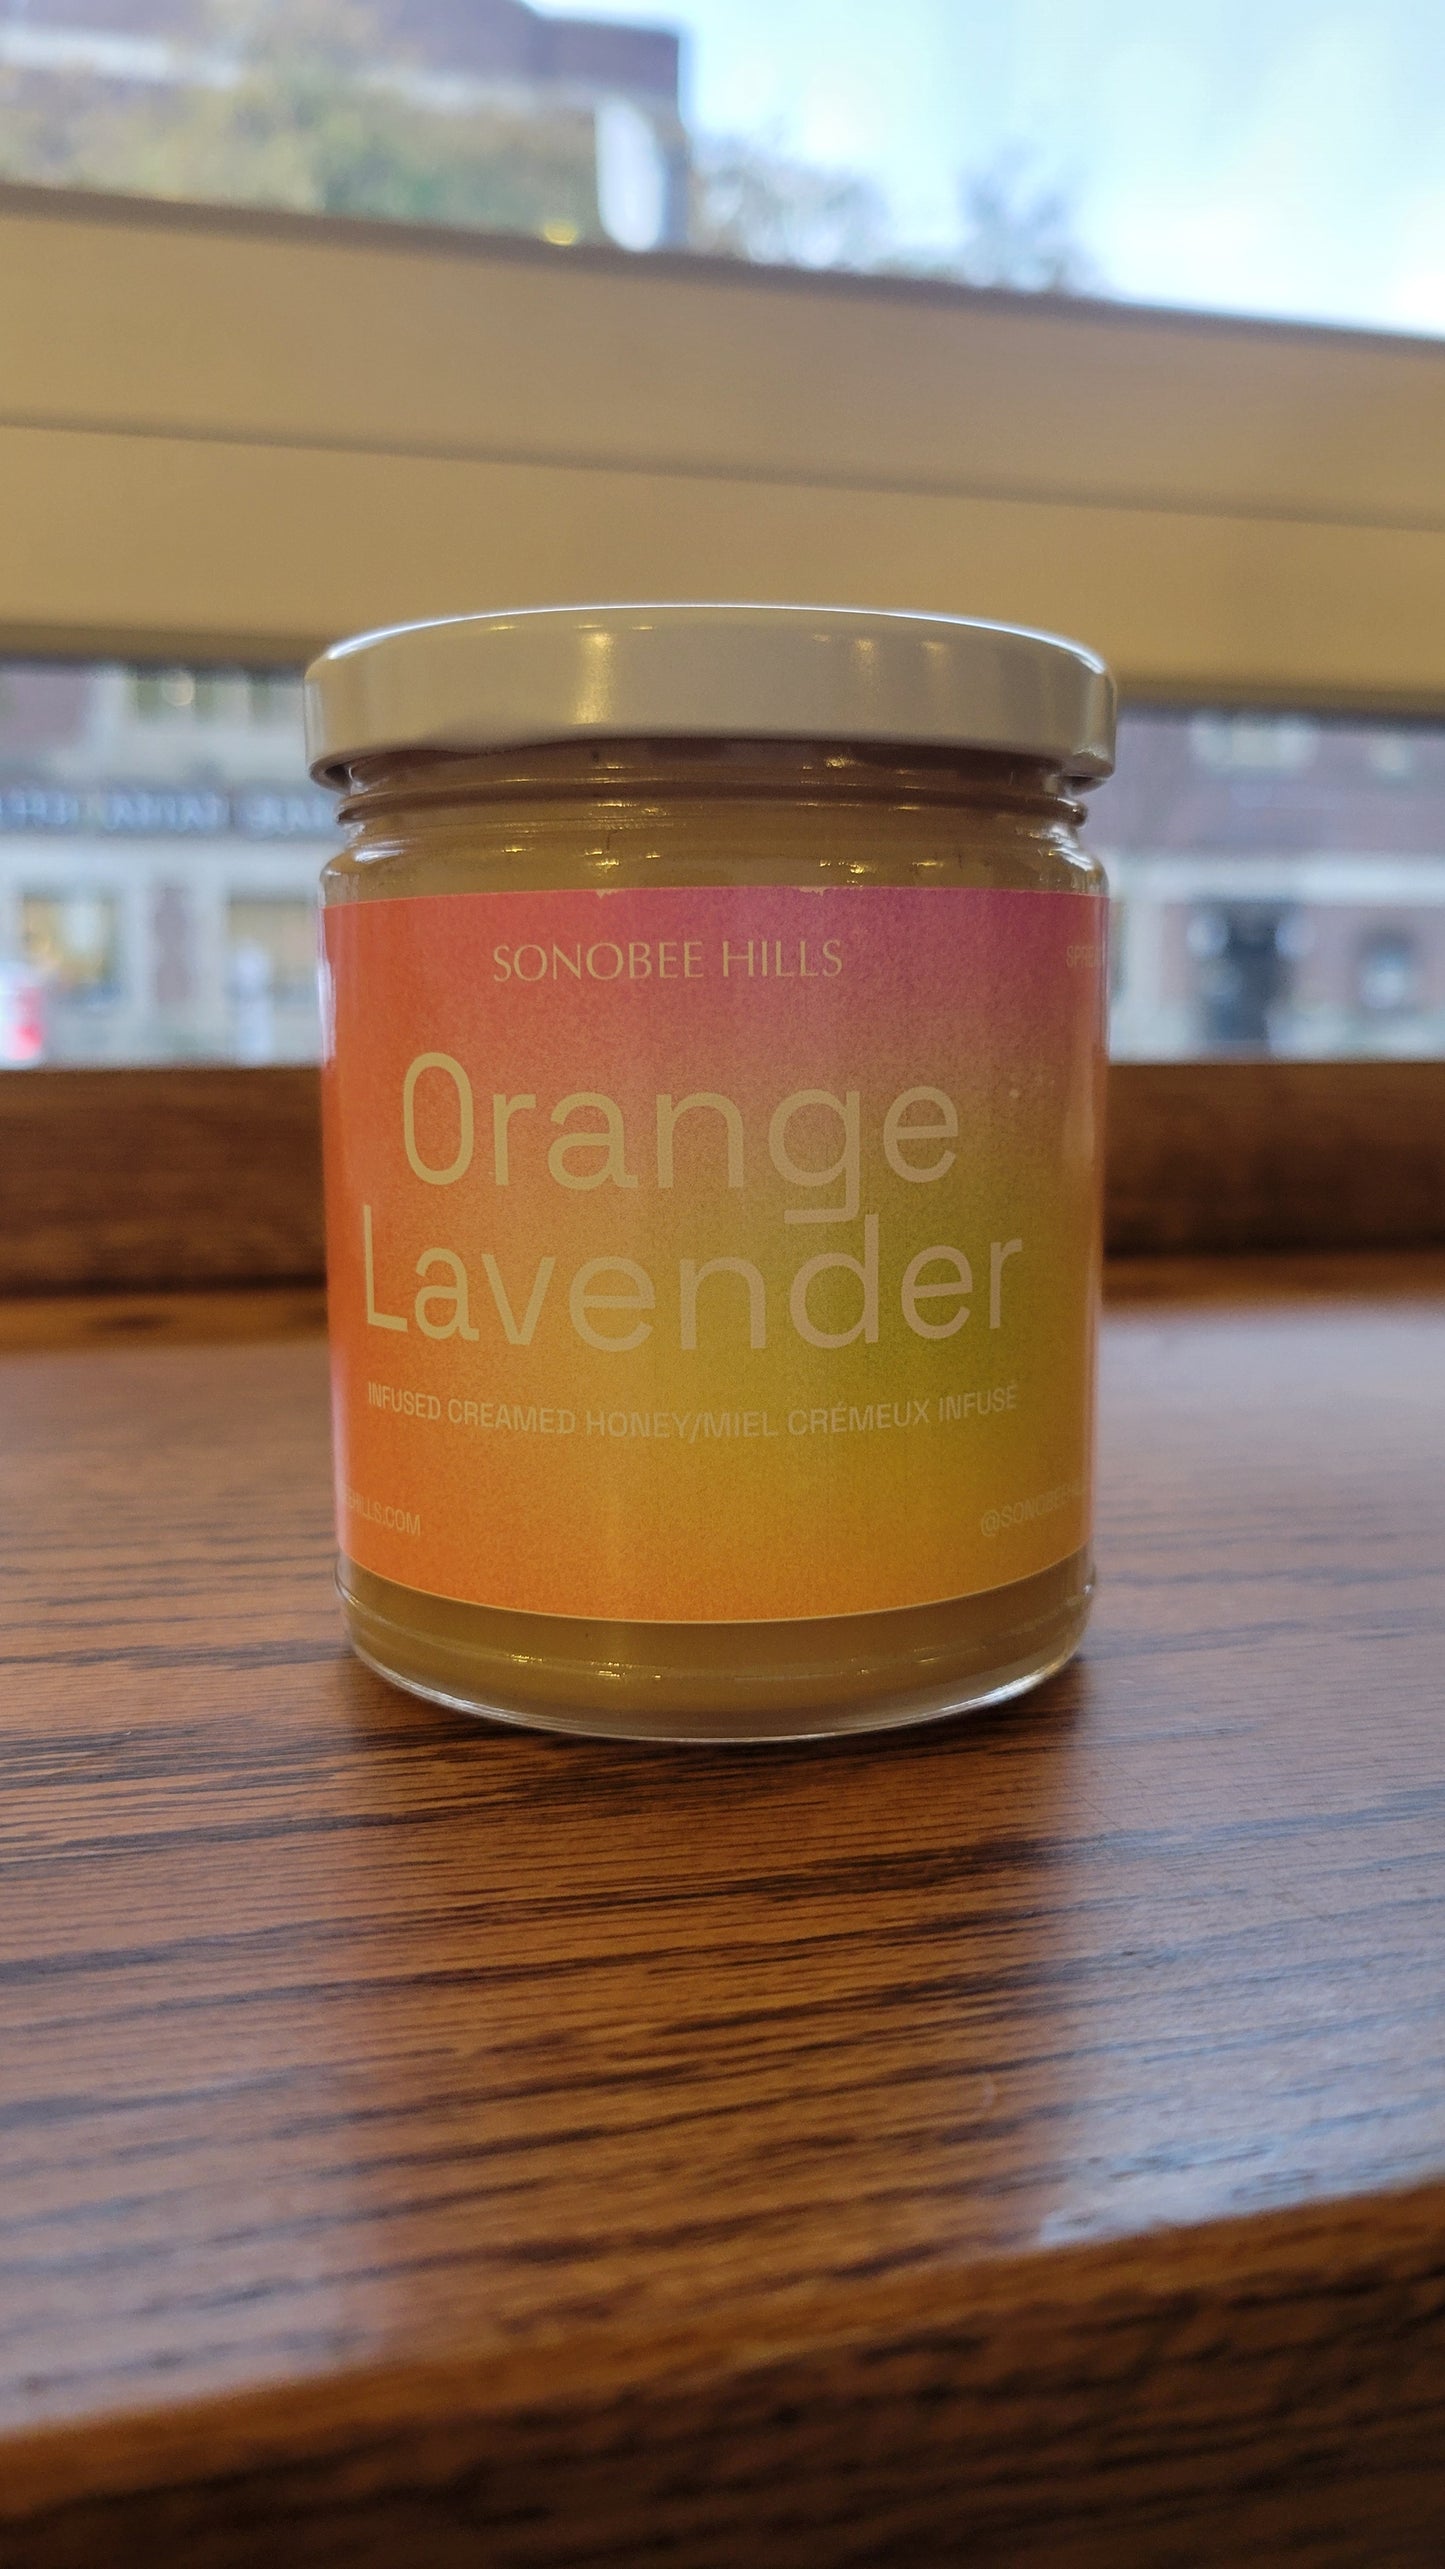 SONOBEE HILLS
Orange
Lavender
INFUSED CREAMED HONEY/MIEL CRÉMEUX INFUSÉ